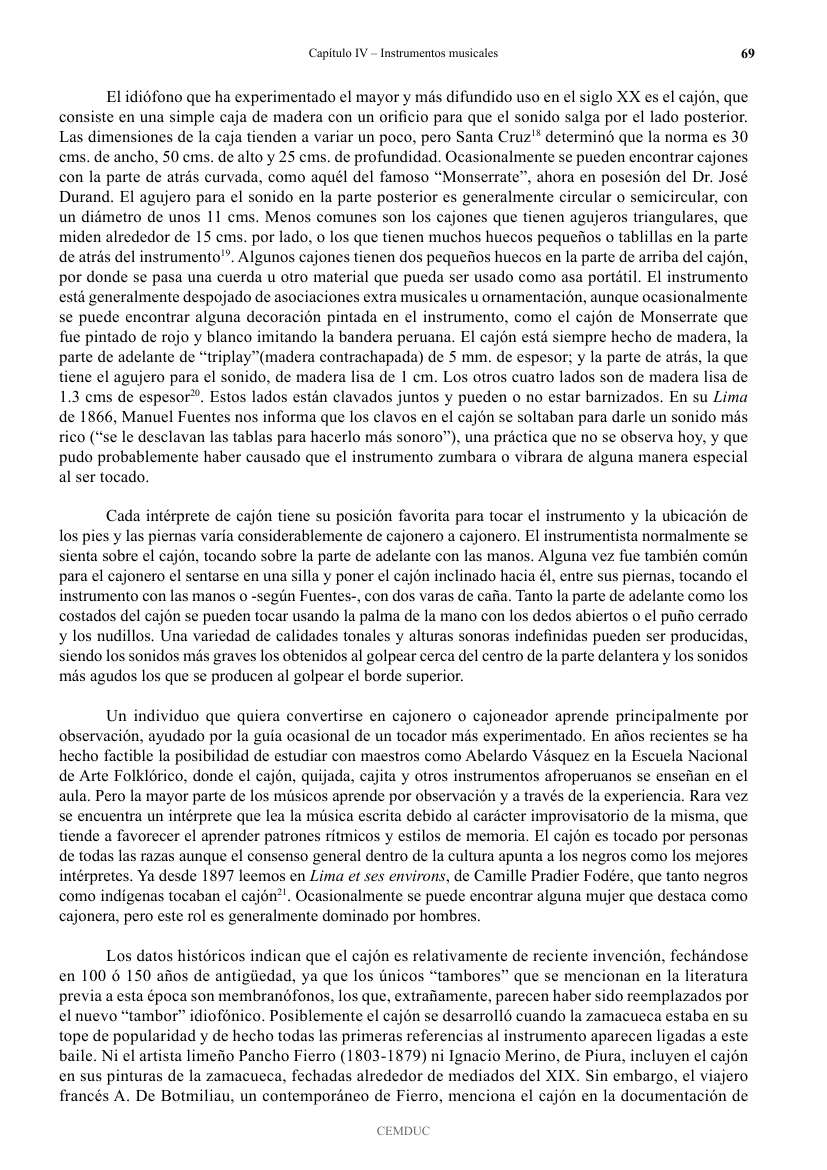 Capítulo IV – Instrumentos musicales
69
El idiófono que ha experimentado el mayor y más difundido uso en el siglo XX es el cajón, que
consiste en una simple caja de madera con un orificio para que el sonido salga por el lado posterior.
Las dimensiones de la caja tienden a variar un poco, pero Santa Cruz18 determinó que la norma es 30
cms. de ancho, 50 cms. de alto y 25 cms. de profundidad. Ocasionalmente se pueden encontrar cajones
con la parte de atrás curvada, como aquél del famoso “Monserrate”, ahora en posesión del Dr. José
Durand. El agujero para el sonido en la parte posterior es generalmente circular o semicircular, con
un diámetro de unos 11 cms. Menos comunes son los cajones que tienen agujeros triangulares, que
miden alrededor de 15 cms. por lado, o los que tienen muchos huecos pequeños o tablillas en la parte
de atrás del instrumento19. Algunos cajones tienen dos pequeños huecos en la parte de arriba del cajón,
por donde se pasa una cuerda u otro material que pueda ser usado como asa portátil. El instrumento
está generalmente despojado de asociaciones extra musicales u ornamentación, aunque ocasionalmente
se puede encontrar alguna decoración pintada en el instrumento, como el cajón de Monserrate que
fue pintado de rojo y blanco imitando la bandera peruana. El cajón está siempre hecho de madera, la
parte de adelante de “triplay”(madera contrachapada) de 5 mm. de espesor; y la parte de atrás, la que
tiene el agujero para el sonido, de madera lisa de 1 cm. Los otros cuatro lados son de madera lisa de
1.3 cms de espesor20. Estos lados están clavados juntos y pueden o no estar barnizados. En su Lima
de 1866, Manuel Fuentes nos informa que los clavos en el cajón se soltaban para darle un sonido más
rico (“se le desclavan las tablas para hacerlo más sonoro”), una práctica que no se observa hoy, y que
pudo probablemente haber causado que el instrumento zumbara o vibrara de alguna manera especial
al ser tocado.
Cada intérprete de cajón tiene su posición favorita para tocar el instrumento y la ubicación de
los pies y las piernas varía considerablemente de cajonero a cajonero. El instrumentista normalmente se
sienta sobre el cajón, tocando sobre la parte de adelante con las manos. Alguna vez fue también común
para el cajonero el sentarse en una silla y poner el cajón inclinado hacia él, entre sus piernas, tocando el
instrumento con las manos o -según Fuentes-, con dos varas de caña. Tanto la parte de adelante como los
costados del cajón se pueden tocar usando la palma de la mano con los dedos abiertos o el puño cerrado
y los nudillos. Una variedad de calidades tonales y alturas sonoras indefinidas pueden ser producidas,
siendo los sonidos más graves los obtenidos al golpear cerca del centro de la parte delantera y los sonidos
más agudos los que se producen al golpear el borde superior.
Un individuo que quiera convertirse en cajonero o cajoneador aprende principalmente por
observación, ayudado por la guía ocasional de un tocador más experimentado. En años recientes se ha
hecho factible la posibilidad de estudiar con maestros como Abelardo Vásquez en la Escuela Nacional
de Arte Folklórico, donde el cajón, quijada, cajita y otros instrumentos afroperuanos se enseñan en el
aula. Pero la mayor parte de los músicos aprende por observación y a través de la experiencia. Rara vez
se encuentra un intérprete que lea la música escrita debido al carácter improvisatorio de la misma, que
tiende a favorecer el aprender patrones rítmicos y estilos de memoria. El cajón es tocado por personas
de todas las razas aunque el consenso general dentro de la cultura apunta a los negros como los mejores
intérpretes. Ya desde 1897 leemos en Lima et ses environs, de Camille Pradier Fodére, que tanto negros
como indígenas tocaban el cajón21. Ocasionalmente se puede encontrar alguna mujer que destaca como
cajonera, pero este rol es generalmente dominado por hombres.
Los datos históricos indican que el cajón es relativamente de reciente invención, fechándose
en 100 ó 150 años de antigüedad, ya que los únicos “tambores” que se mencionan en la literatura
previa a esta época son membranófonos, los que, extrañamente, parecen haber sido reemplazados por
el nuevo “tambor” idiofónico. Posiblemente el cajón se desarrolló cuando la zamacueca estaba en su
tope de popularidad y de hecho todas las primeras referencias al instrumento aparecen ligadas a este
baile. Ni el artista limeño Pancho Fierro (1803-1879) ni Ignacio Merino, de Piura, incluyen el cajón
en sus pinturas de la zamacueca, fechadas alrededor de mediados del XIX. Sin embargo, el viajero
francés A. De Botmiliau, un contemporáneo de Fierro, menciona el cajón en la documentación de
CEMDUC